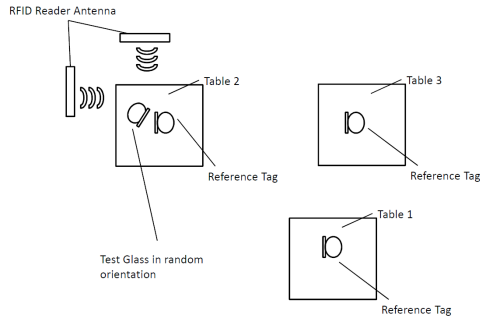 RFID Reader Antenna
Table 2
Table 3
Reference Tag
Reference Tag
Table 1
Test Glass in random
orientation
Reference Tag